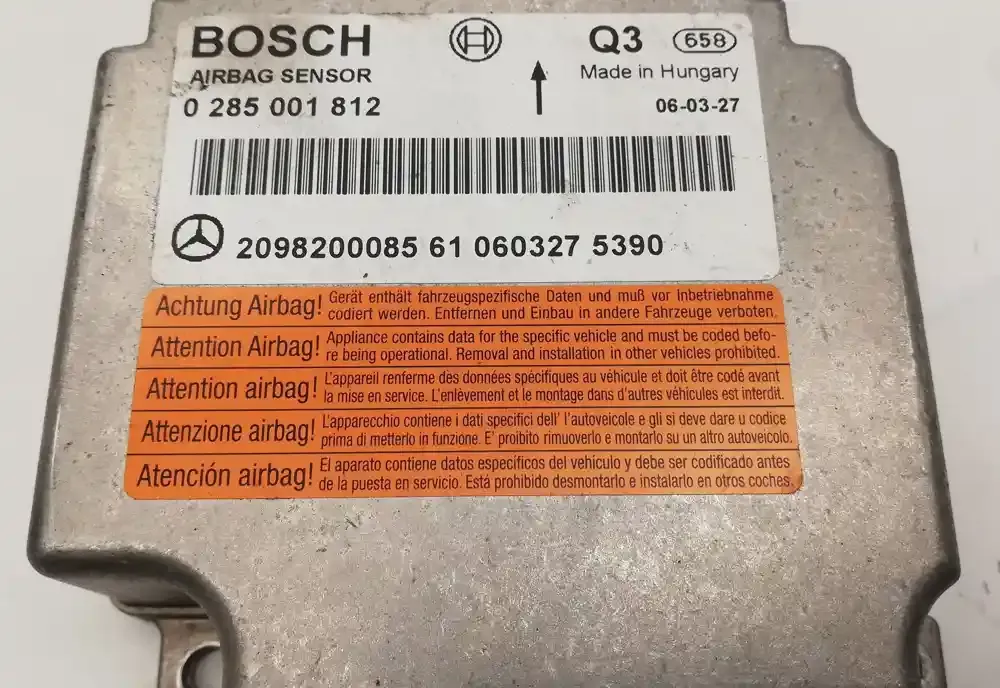 BOSCH
Q3 658
AIRBAG SENSOR
Made in Hungary
0 285 001 812
06-03-27
2098200085 61 060327 5390
Achtung Airbag! Gerät enthält fahrzeugspezifische Daten und muß vor Inbetriebnahme
codiert werden. Entfernen und Einbau in andere Fahrzeuge verboten.
Attention Airbag! Appliance contains data for the specific vehicle and must be coded befo-
re being operational. Removal and installation in other vehicles prohibited.
Attention airbag! L'appareil renferme des données spécifiques au véhicule et doit être codé avant
la mise en service. L'enlèvement et le montage dans d'autres véhicules est interdit.
Attenzione airbag! L'apparecchio contiene i dati specifici dell' l'autoveicolo e gli si deve dare u codice
prima di metterlo in funzione. E' proibito rimuoverlo e montarlo su un altro autoveicolo.
Atención airbag! El aparato contiene datos específicos del vehículo y debe ser codificado antes
de la puesta en servicio. Está prohibido desmontarlo e instalarlo en otros coches.